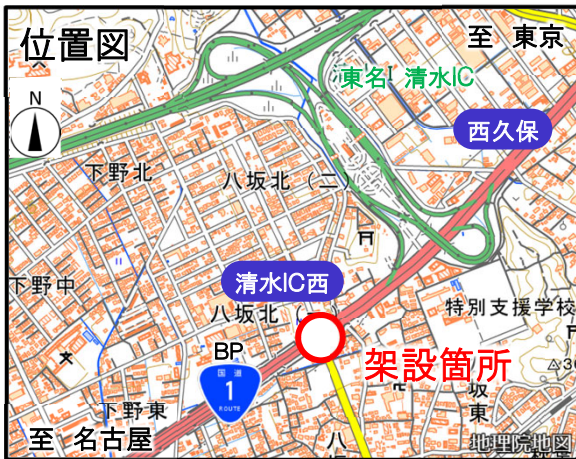 位置図
至 東京
N
東名 清水IC
西久保
下野北
八坂北(二)
下野中
清水IC西
八坂北(一)
特別支援学校
BP
架設箇所
国道
1
ROUTE
坂東
下野東
至 名古屋
地理院地図